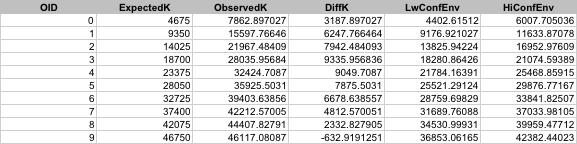 OID ExpectedK ObservedK DiffK LwConfEnv HiConfEnv
0 4675 7862.897027 3187.897027 4402.61512 6007.705036
1 9350 15597.76646 6247.766464 9176.921027 11633.87078
2 14025 21967.48409 7942.484093 13825.94224 16952.97609
3 18700 28035.95684 9335.956836 18280.86426 21074.59389
4 23375 32424.7087 9049.7087 21784.16391 25468.85915
5 28050 35925.5031 7875.5031 25521.29124 29876.77167
6 32725 39403.63856 6678.638557 28759.69829 33841.82507
7 37400 42212.57005 4812.570051 31689.76088 37033.98105
8 42075 44407.82791 2332.827905 34530.99931 39959.47712
9 46750 46117.08087 -632.9191251 36853.06165 42382.44023